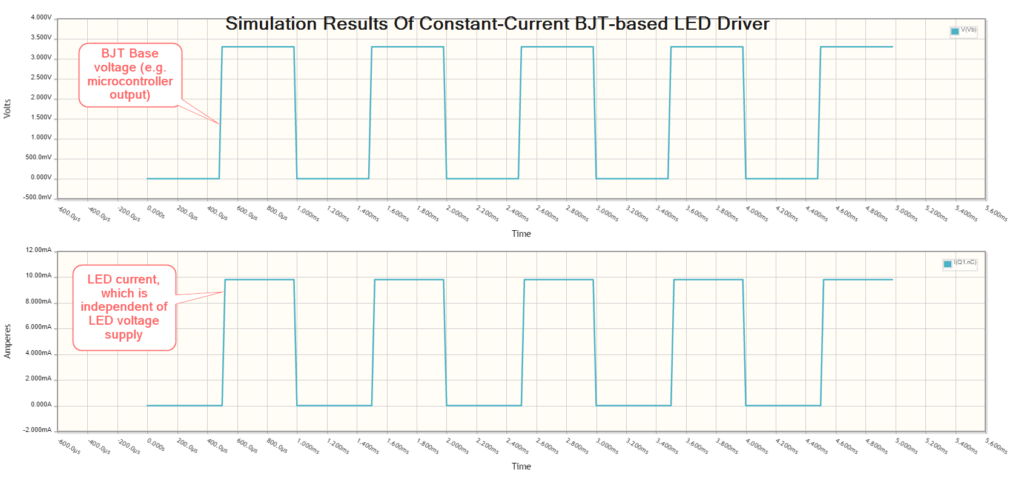 Simulation Results Of Constant-Current BJT-based LED Driver
4.000V
3.500V
3.000V
2.500V
2.000V
1.500V
1.000V
500.0mV
0.000V
-500.0mV
Volts
BJT Base
voltage (e.g.
microcontroller
output)
V(Vb)
-600.0µs -400.0µs -200.0µs 0.000s 200.0µs 400.0µs 600.0µs 800.0µs 1.000ms 1.200ms 1.400ms 1.600ms 1.800ms 2.000ms 2.200ms 2.400ms 2.600ms 2.800ms 3.000ms 3.200ms 3.400ms 3.600ms 3.800ms 4.000ms 4.200ms 4.400ms 4.600ms 4.800ms 5.000ms 5.200ms 5.400ms 5.600ms
Time
12.00mA
10.00mA
8.000mA
6.000mA
4.000mA
2.000mA
0.000A
-2.000mA
Amperes
LED current,
which is
independent of
LED voltage
supply
I(Q1.nC)
-600.0µs -400.0µs -200.0µs 0.000s 200.0µs 400.0µs 600.0µs 800.0µs 1.000ms 1.200ms 1.400ms 1.600ms 1.800ms 2.000ms 2.200ms 2.400ms 2.600ms 2.800ms 3.000ms 3.200ms 3.400ms 3.600ms 3.800ms 4.000ms 4.200ms 4.400ms 4.600ms 4.800ms 5.000ms 5.200ms 5.400ms 5.600ms
Time